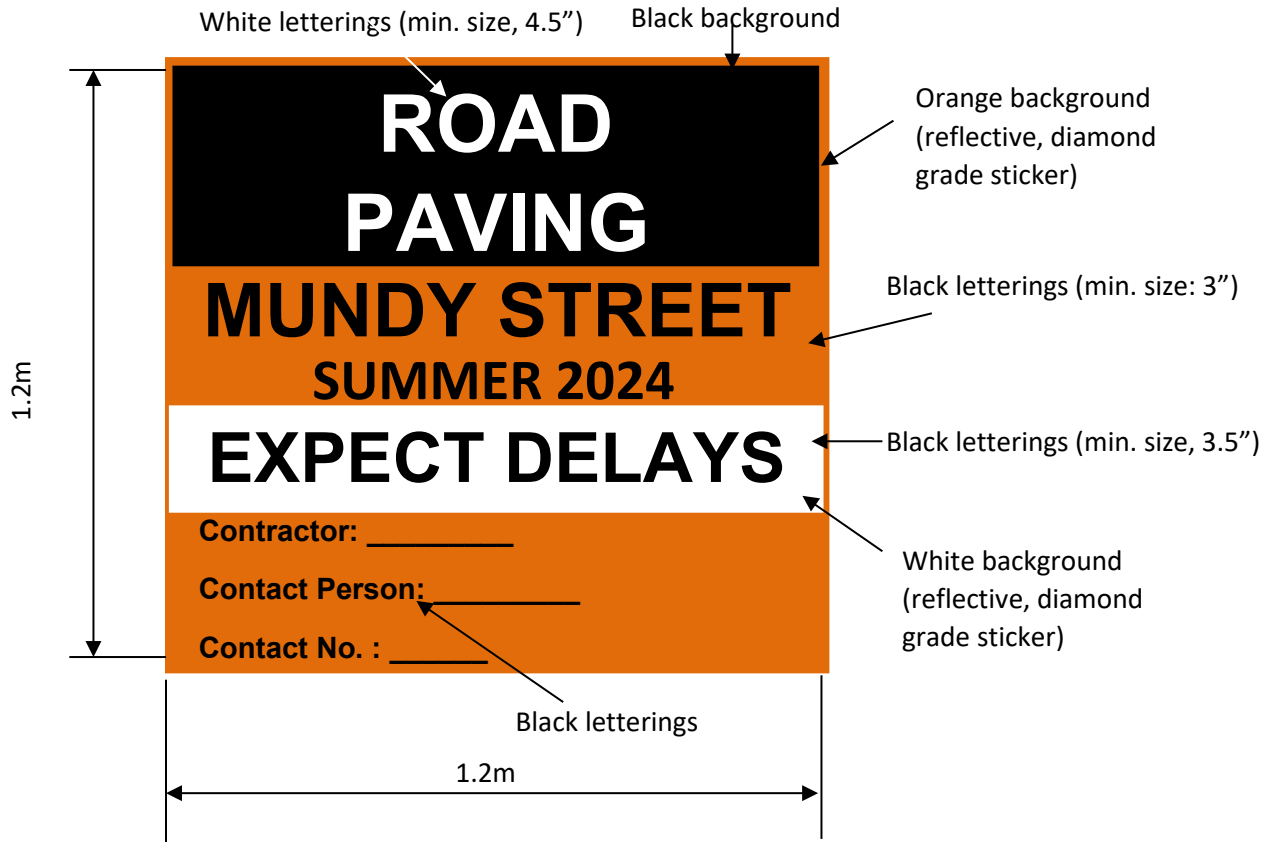 White letterings (min. size, 4.5”)
Black background
ROAD
PAVING
Orange background
(reflective, diamond
grade sticker)
MUNDY STREET
Black letterings (min. size: 3”)
SUMMER 2024
1.2m
EXPECT DELAYS
Black letterings (min. size, 3.5”)
Contractor: _________
Contact Person: _________
Contact No. : ______
White background
(reflective, diamond
grade sticker)
Black letterings
1.2m